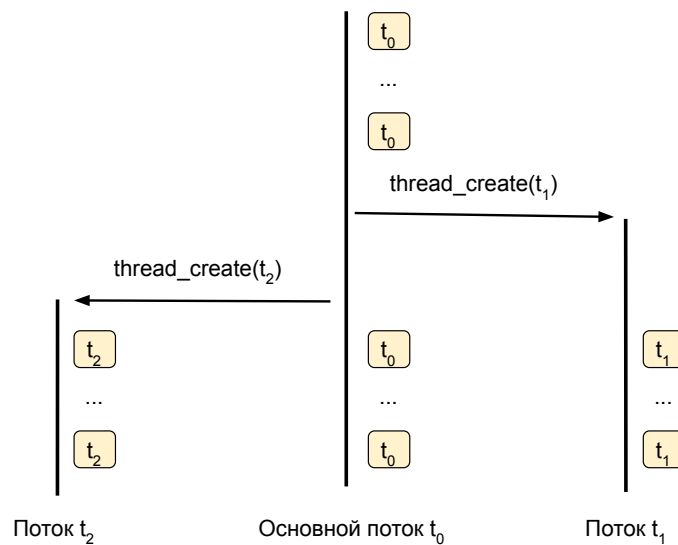 t₀
...
t₀
thread_create(t₁)
thread_create(t₂)
t₂ t₀ t₁
... ... ...
t₂ t₀ t₁
Поток t₂ Основной поток t₀ Поток t₁